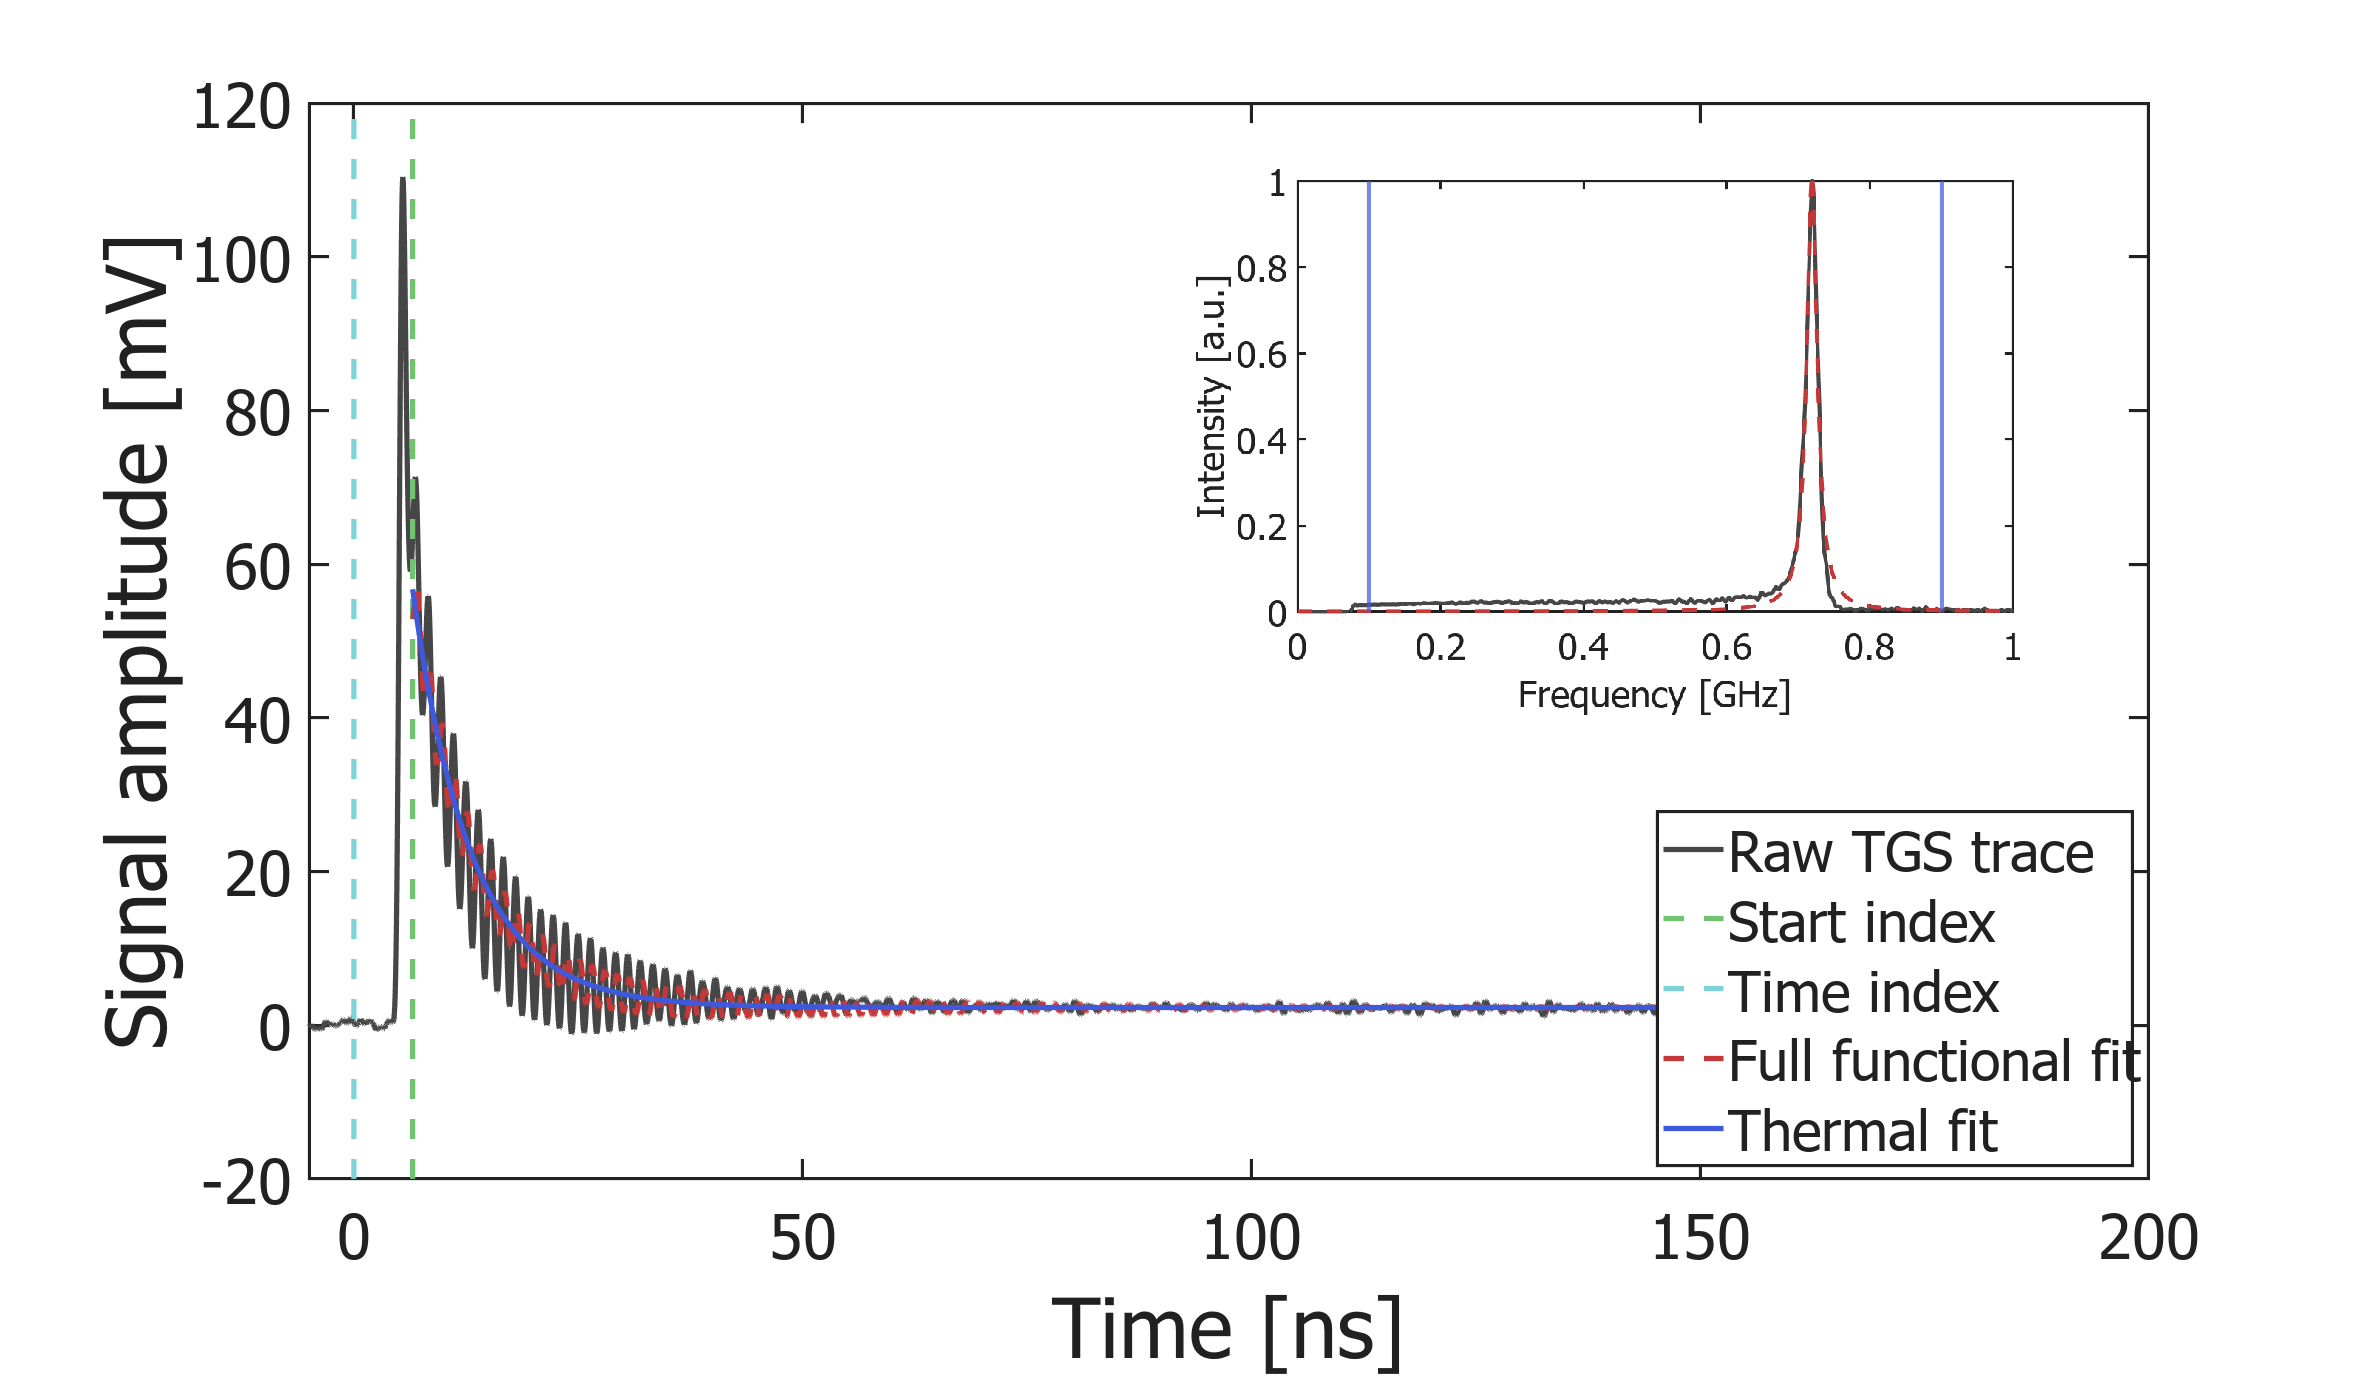 120
100
80
60
40
20
0
-20
Signal amplitude [mV]
0
50
100
150
200
Time [ns]
1
0.8
0.6
0.4
0.2
0
Intensity [a.u.]
0
0.2
0.4
0.6
0.8
1
Frequency [GHz]
Raw TGS trace
Start index
Time index
Full functional fit
Thermal fit